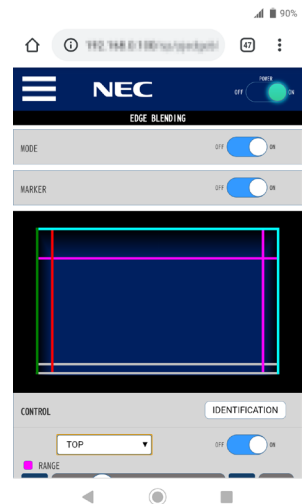 90%
47
NEC
POWER
OFF ON
EDGE BLENDING
MODE OFF ON
MARKER OFF ON
CONTROL IDENTIFICATION
TOP OFF ON
RANGE